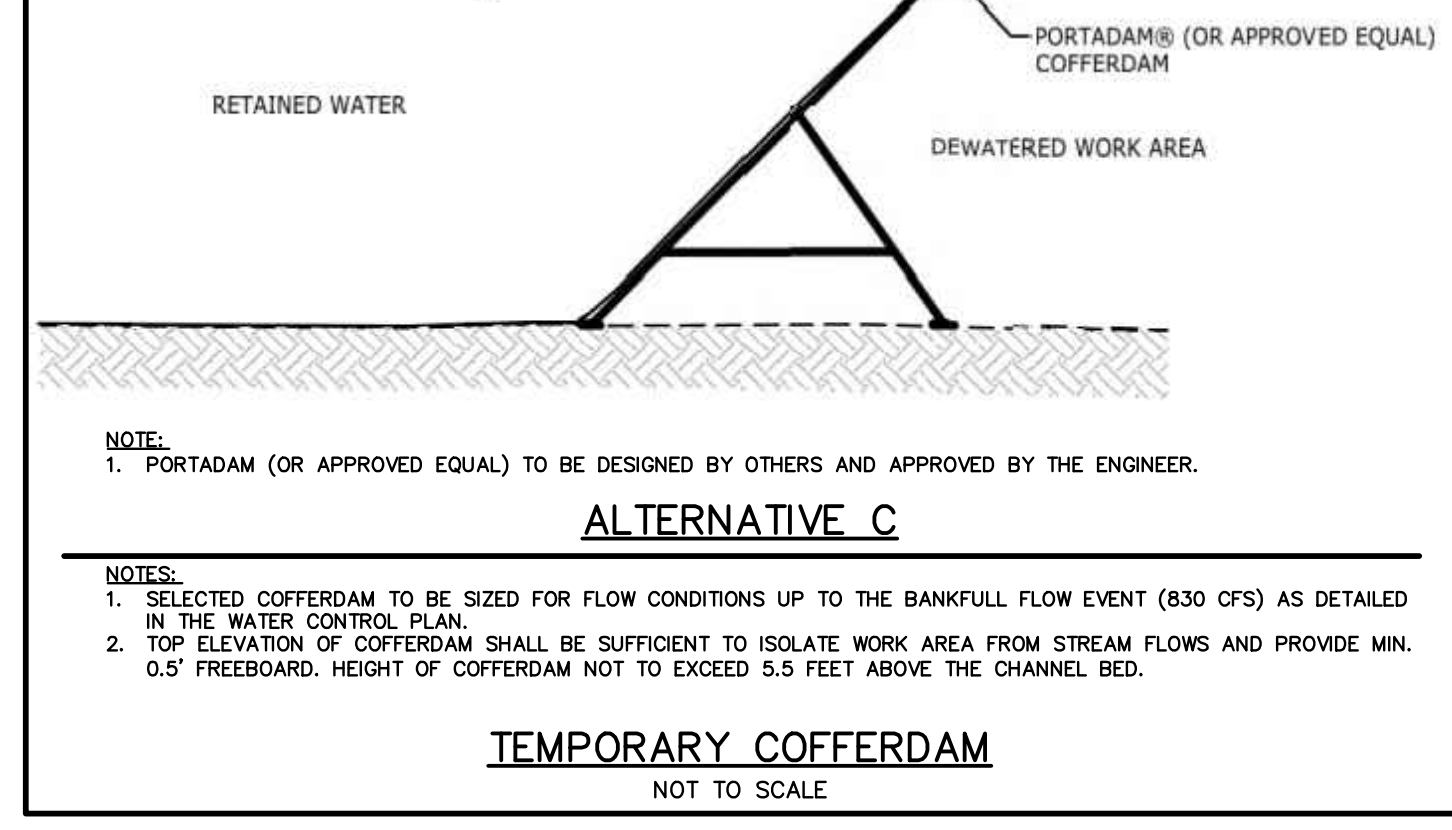 PORTADAM® (OR APPROVED EQUAL)
COFFERDAM
RETAINED WATER
DEWATERED WORK AREA
NOTE:
1. PORTADAM (OR APPROVED EQUAL) TO BE DESIGNED BY OTHERS AND APPROVED BY THE ENGINEER.
ALTERNATIVE C
NOTES:
1. SELECTED COFFERDAM TO BE SIZED FOR FLOW CONDITIONS UP TO THE BANKFULL FLOW EVENT (830 CFS) AS DETAILED
IN THE WATER CONTROL PLAN.
2. TOP ELEVATION OF COFFERDAM SHALL BE SUFFICIENT TO ISOLATE WORK AREA FROM STREAM FLOWS AND PROVIDE MIN.
0.5' FREEBOARD. HEIGHT OF COFFERDAM NOT TO EXCEED 5.5 FEET ABOVE THE CHANNEL BED.
TEMPORARY COFFERDAM
NOT TO SCALE